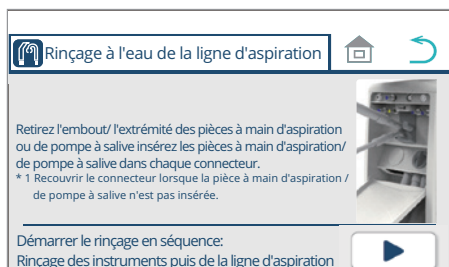 Rinçage à l'eau de la ligne d'aspiration
Retirez l'embout/ l'extrémité des pièces à main d'aspiration
ou de pompe à salive insérez les pièces à main d'aspiration/
de pompe à salive dans chaque connecteur.
* 1 Recouvrir le connecteur lorsque la pièce à main d'aspiration /
de pompe à salive n'est pas insérée.
Démarrer le rinçage en séquence:
Rinçage des instruments puis de la ligne d'aspiration